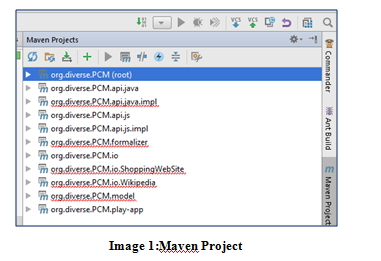 VCS VCS
Maven Projects
org.diverse.PCM (root)
org.diverse.PCM.api.java
org.diverse.PCM.api.java.impl
org.diverse.PCM.api.js
org.diverse.PCM.api.js.impl
org.diverse.PCM.formalizer
org.diverse.PCM.io
org.diverse.PCM.io.ShoppingWebSite
org.diverse.PCM.io.Wikipedia
org.diverse.PCM.model
org.diverse.PCM.play-app
Commander
Ant Build
Maven Project
Image 1:Maven Project